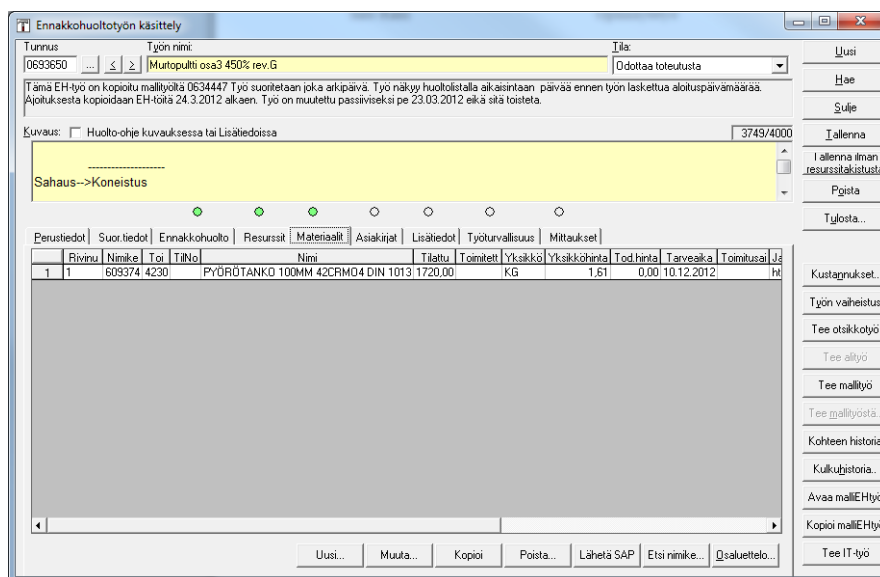 Ennakkohuoltotyön käsittely
Tunnus Työn nimi: Tila:
0693650 ... < > Murtopultti osa3 450% rev.G Odottaa toteutusta
Tämä EH-työ on kopioitu mallityöltä 0634447 Työ suoritetaan joka arkipäivä. Työ näkyy huoltolistalla aikaisintaan päivää ennen työn laskettua aloituspäivämäärää.
Ajoituksesta kopioidaan EH-töitä 24.3.2012 alkaen. Työ on muutettu passiiviseksi pe 23.03.2012 eikä sitä toisteta.
Kuvaus: Huolto-ohje kuvauksessa tai Lisätiedoissa 3749/4000
--------------------
Sahaus-->Koneistus
Perustiedot Suor.tiedot Ennakkohuolto Resurssit Materiaalit Asiakirjat Lisätiedot Työturvallisuus Mittaukset
Rivinu Nimike Toi TilNo Nimi Tilattu Toimitett Yksikkö Yksikköhinta Tod.hinta Tarveaika Toimitusai Ja
1 1 609374 4230 PYÖRÖTANKO 100MM 42CRMO4 DIN 1013 1720,00 KG 1,61 0,00 10.12.2012 ht
Uusi... Muuta... Kopioi Poista... Lähetä SAP Etsi nimike... Osaluettelo...
Uusi
Hae
Sulje
Tallenna
Tallenna ilman
resurssitakistusta
Poista
Tulosta...
Kustannukset..
Työn vaiheistus
Tee otsikkotyö
Tee alityö
Tee mallityö
Tee mallityöstä..
Kohteen historia
Kulkuhistoria..
Avaa malliEHtyö
Kopioi malliEHtyö
Tee IT-työ